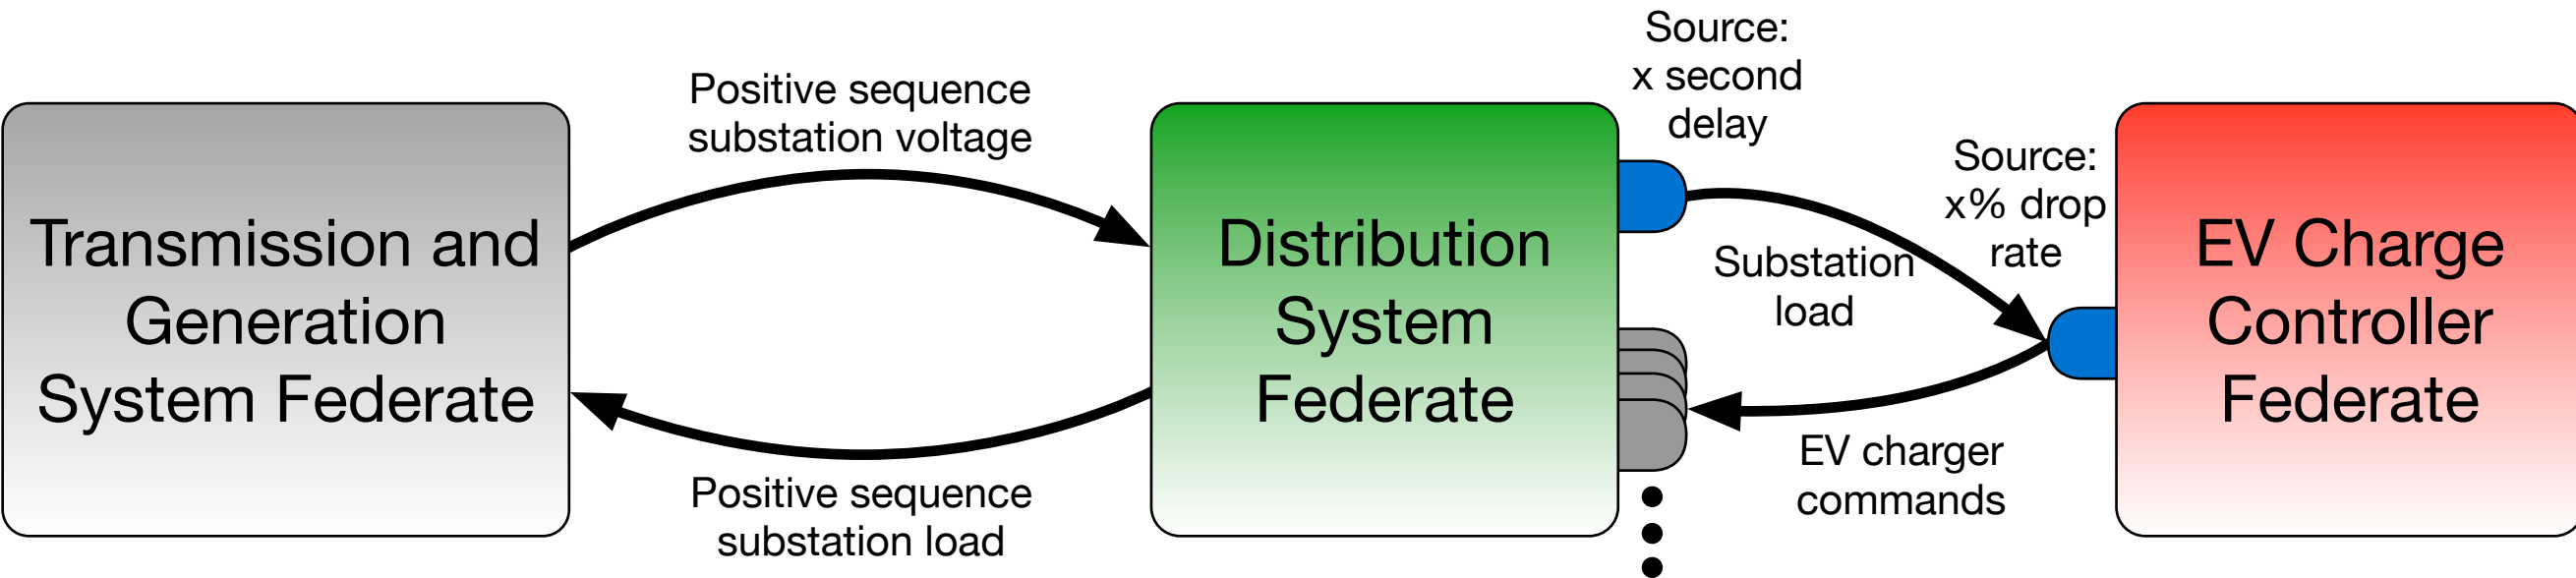 Transmission and
Generation
System Federate
Positive sequence
substation voltage
Positive sequence
substation load
Distribution
System
Federate
Source:
x second
delay
Substation
load
Source:
x% drop
rate
EV charger
commands
EV Charge
Controller
Federate